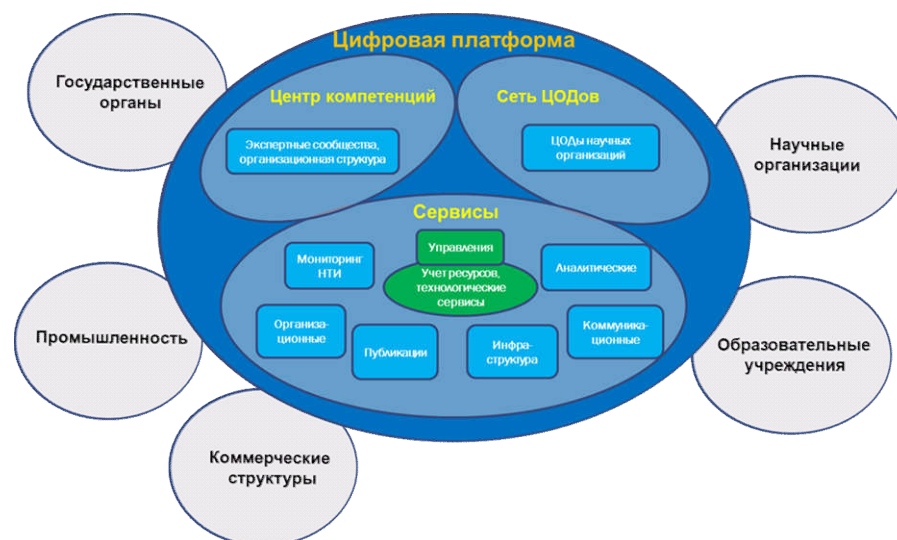 Цифровая платформа
Государственные
органы
Центр компетенций
Сеть ЦОДов
Экспертные сообщества,
организационная структура
ЦОДы научных
организаций
Научные
организации
Сервисы
Управления
Мониторинг
НТИ
Учет ресурсов,
технологические
сервисы
Аналитические
Промышленность
Организа-
ционные
Публикации
Инфра-
структура
Коммуника-
ционные
Образовательные
учреждения
Коммерческие
структуры